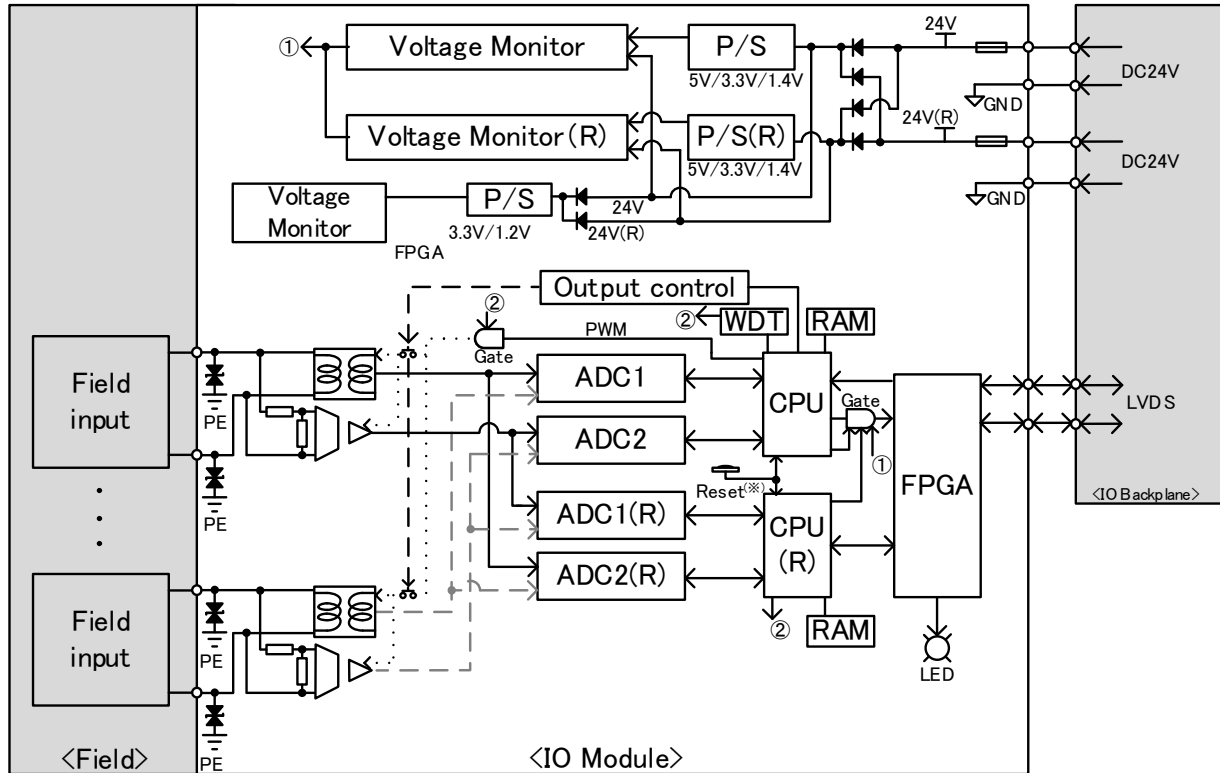 ① Voltage Monitor
P/S
5V/3.3V/1.4V
24V
DC24V
GND
Voltage Monitor(R)
P/S(R)
5V/3.3V/1.4V
24V(R)
DC24V
GND
Voltage
Monitor
P/S
3.3V/1.2V
24V
24V(R)
FPGA
Output control
②
②
WDT
RAM
PWM
Gate
Field
input
PE
PE
ADC1
ADC2
CPU
Gate
①
FPGA
LVDS
<IO Backplane>
Reset(※)
ADC1(R)
ADC2(R)
CPU
(R)
②
RAM
LED
Field
input
PE
PE
<Field>
<IO Module>